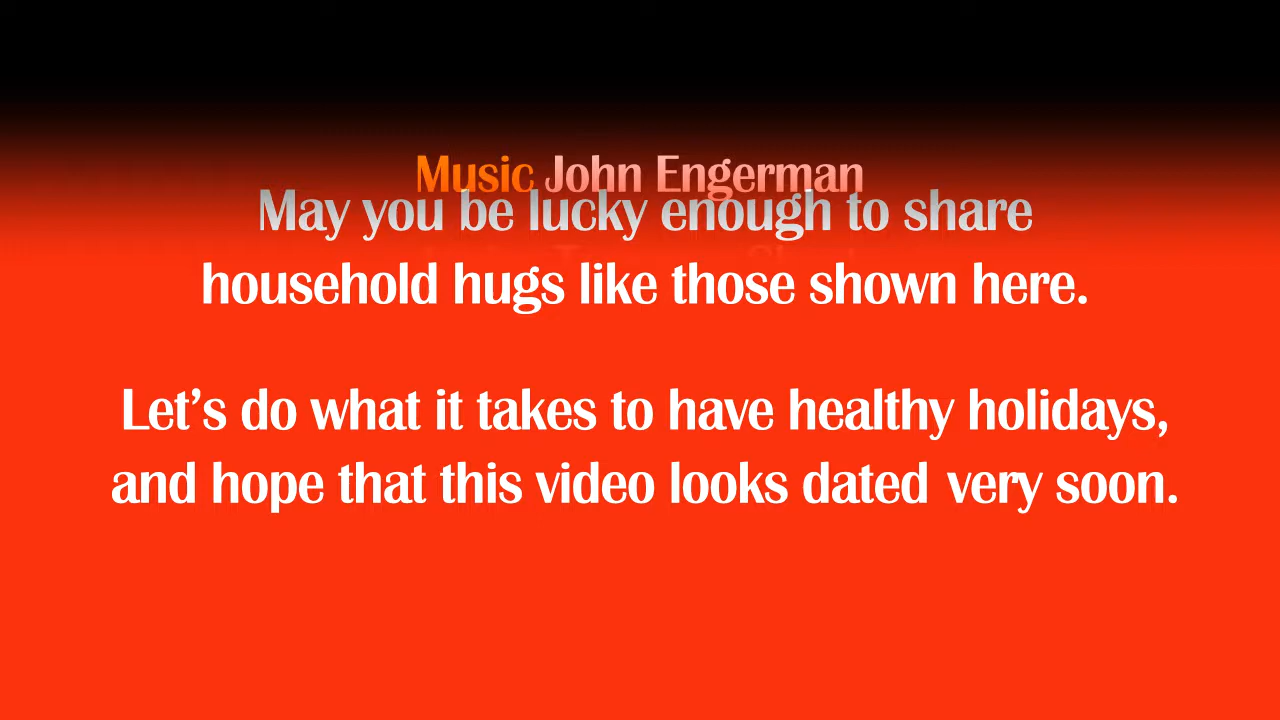 Music John Engerman
May you be lucky enough to share
household hugs like those shown here.
Let’s do what it takes to have healthy holidays,
and hope that this video looks dated very soon.